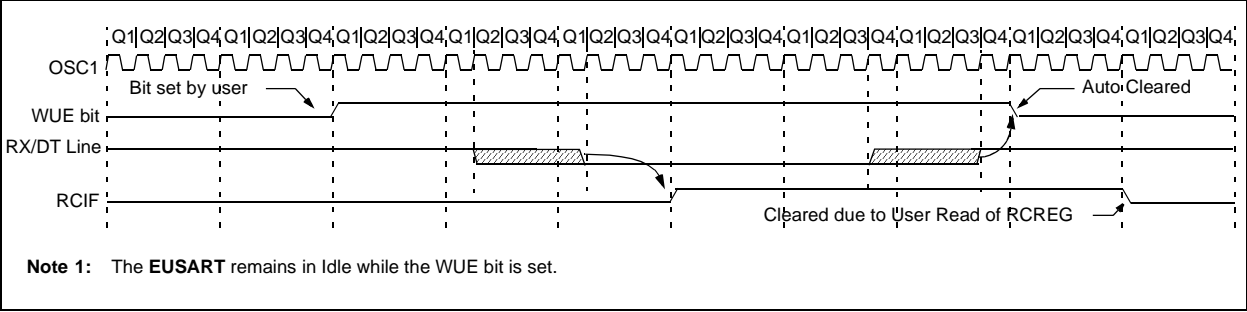 Q1 Q2 Q3 Q4 Q1 Q2 Q3 Q4 Q1 Q2 Q3 Q4 Q1 Q2 Q3 Q4 Q1 Q2 Q3 Q4 Q1 Q2 Q3 Q4 Q1 Q2 Q3 Q4 Q1 Q2 Q3 Q4 Q1 Q2 Q3 Q4 Q1 Q2 Q3 Q4
OSC1
Bit set by user
Auto Cleared
WUE bit
RX/DT Line
RCIF
Cleared due to User Read of RCREG
Note 1: The EUSART remains in Idle while the WUE bit is set.